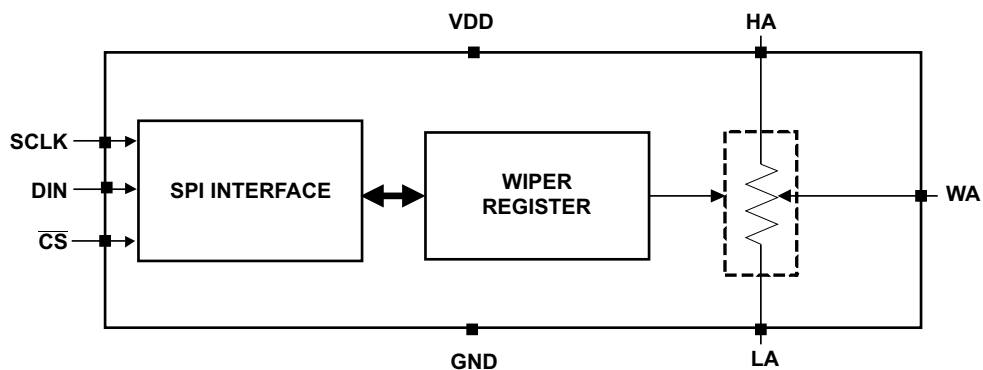 VDD
HA
SCLK
DIN
CS
SPI INTERFACE
WIPER
REGISTER
WA
GND
LA